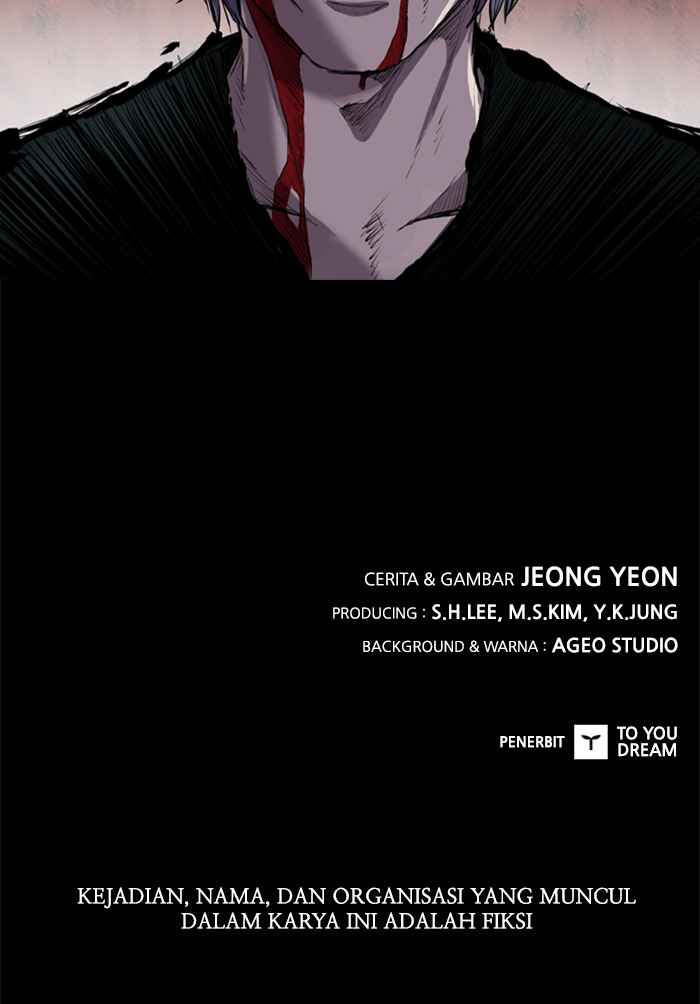 CERITA & GAMBAR JEONG YEON
PRODUCING : S.H.LEE, M.S.KIM, Y.K.JUNG
BACKGROUND & WARNA : AGEO STUDIO
PENERBIT TO YOU
DREAM
KEJADIAN, NAMA, DAN ORGANISASI YANG MUNCUL
DALAM KARYA INI ADALAH FIKSI